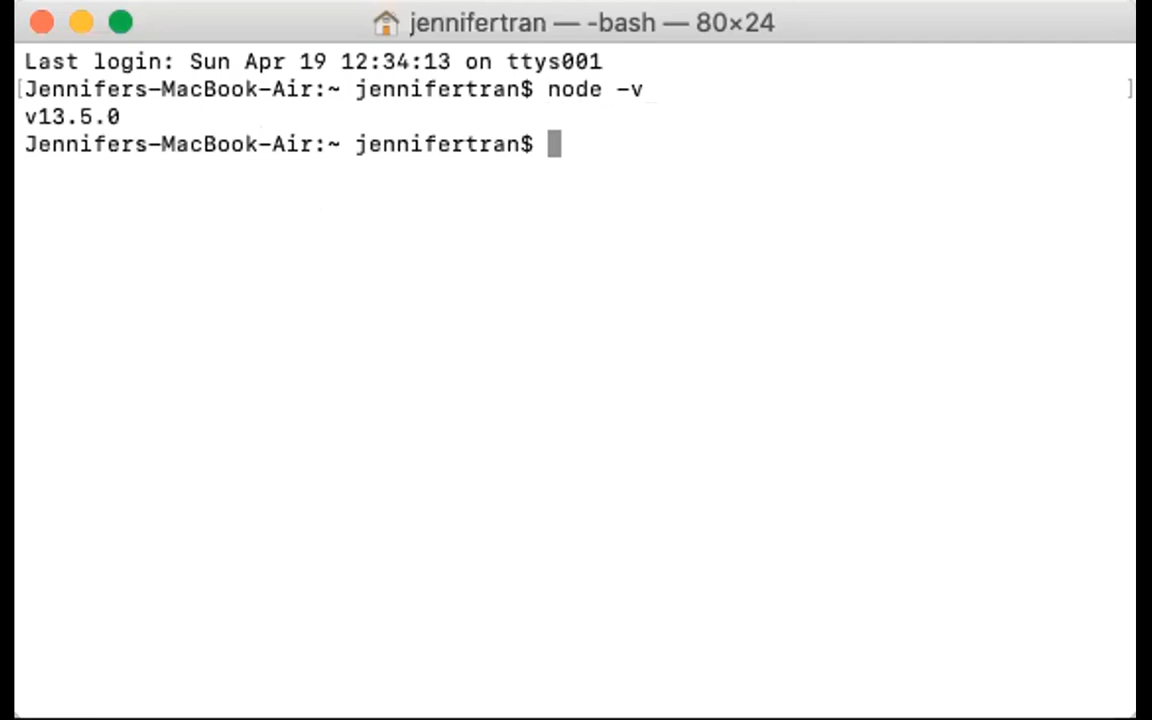 jennifertran — -bash — 80×24
Last login: Sun Apr 19 12:34:13 on ttys001
[Jennifers-MacBook-Air:~ jennifertran$ node -v ]
v13.5.0
Jennifers-MacBook-Air:~ jennifertran$